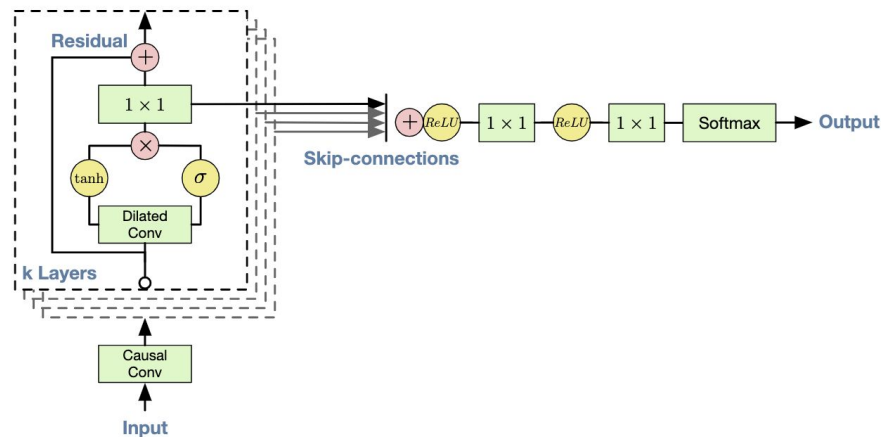 Residual
+
1 × 1
×
tanh
σ
Dilated
Conv
k Layers
Causal
Conv
Input
Skip-connections
+
ReLU
1 × 1
ReLU
1 × 1
Softmax
Output